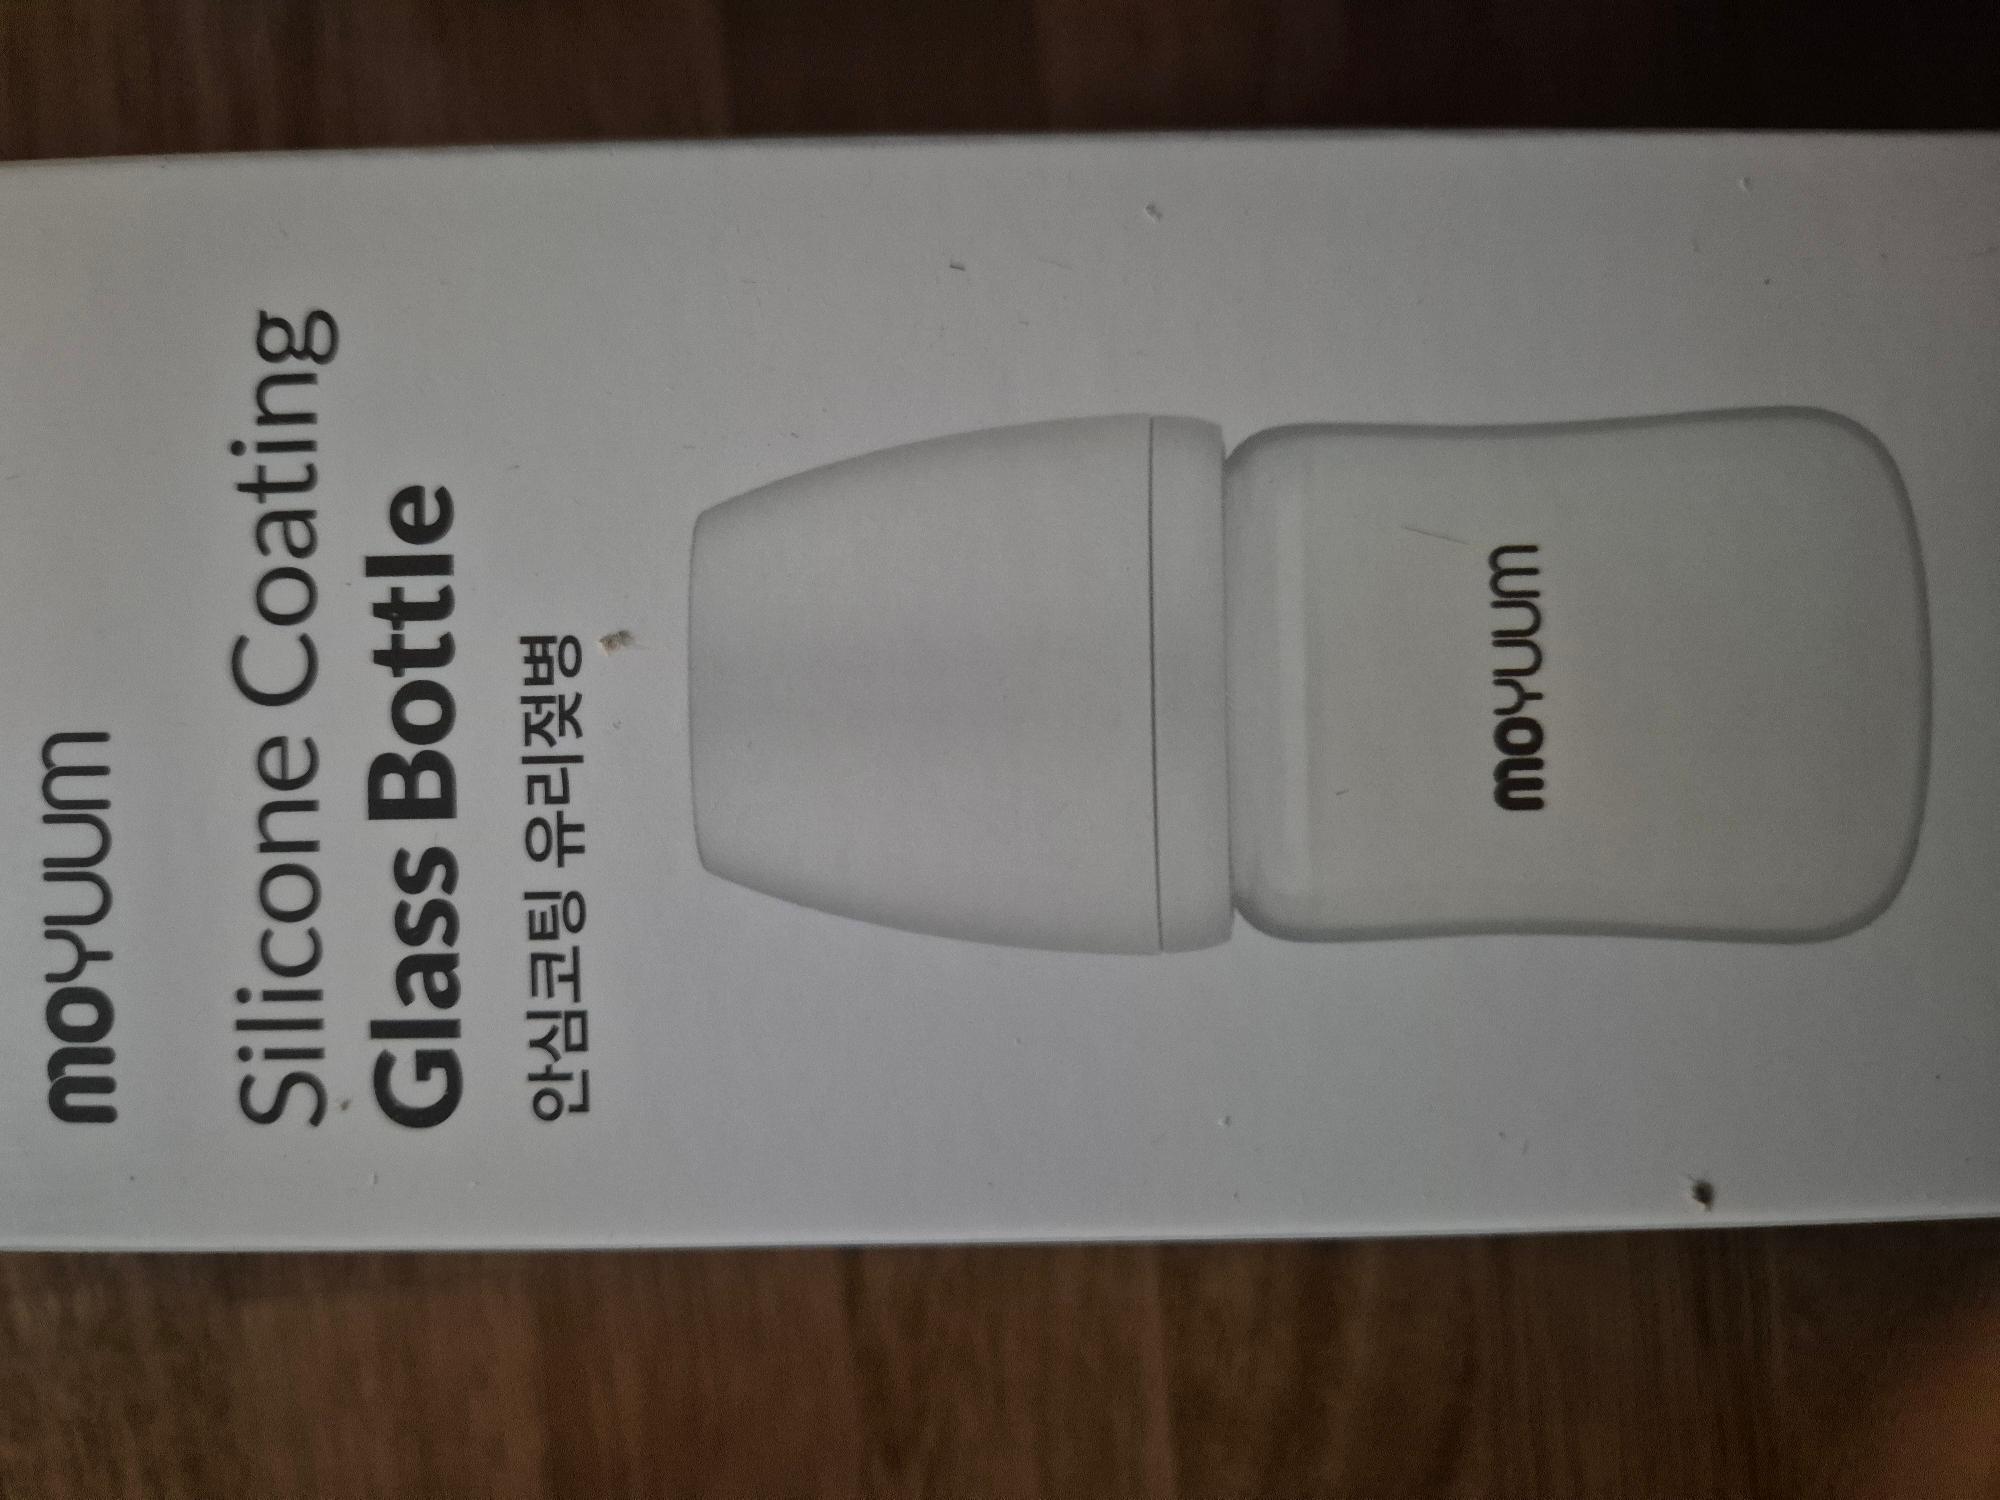 moyuum
Silicone Coating
Glass Bottle
안심코팅 유리젖병
moyuum